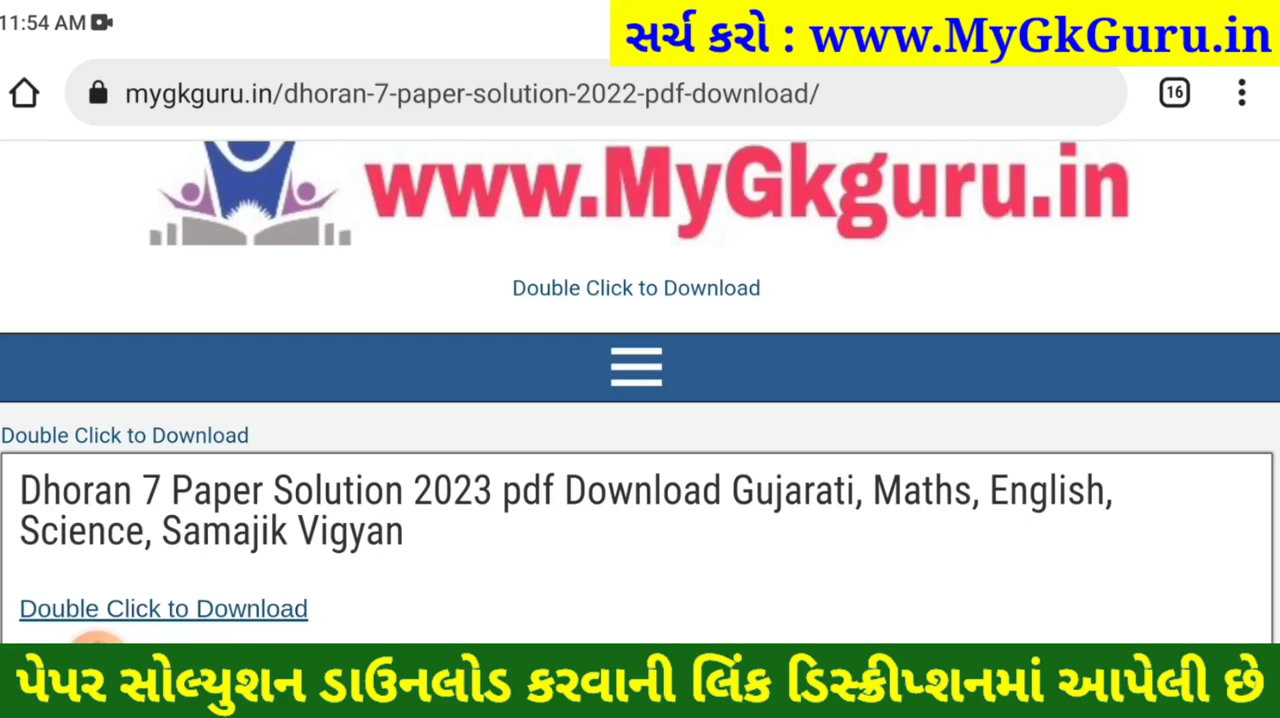 11:54 AM
સર્ચ કરો : www.MyGkGuru.in
mygkguru.in/dhoran-7-paper-solution-2022-pdf-download/
16
www.MyGkguru.in
Double Click to Download
Double Click to Download
Dhoran 7 Paper Solution 2023 pdf Download Gujarati, Maths, English,
Science, Samajik Vigyan
Double Click to Download
પેપર સોલ્યુશન ડાઉનલોડ કરવાની લિંક ડિસ્ક્રીપ્શનમાં આપેલી છે